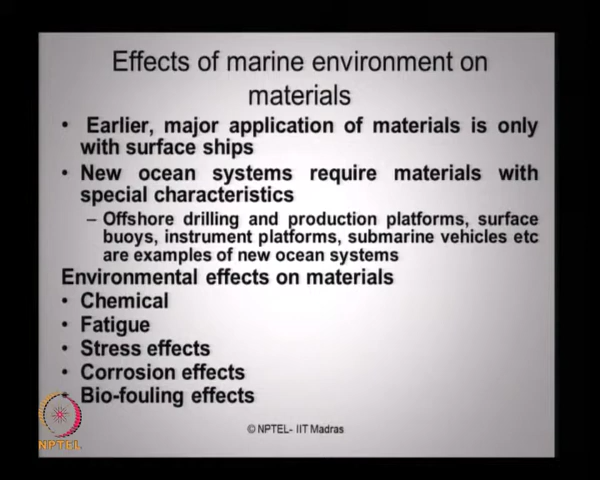 Effects of marine environment on
materials
• Earlier, major application of materials is only
with surface ships
• New ocean systems require materials with
special characteristics
– Offshore drilling and production platforms, surface
buoys, instrument platforms, submarine vehicles etc
are examples of new ocean systems
Environmental effects on materials
• Chemical
• Fatigue
• Stress effects
• Corrosion effects
• Bio-fouling effects
NPTEL
© NPTEL- IIT Madras